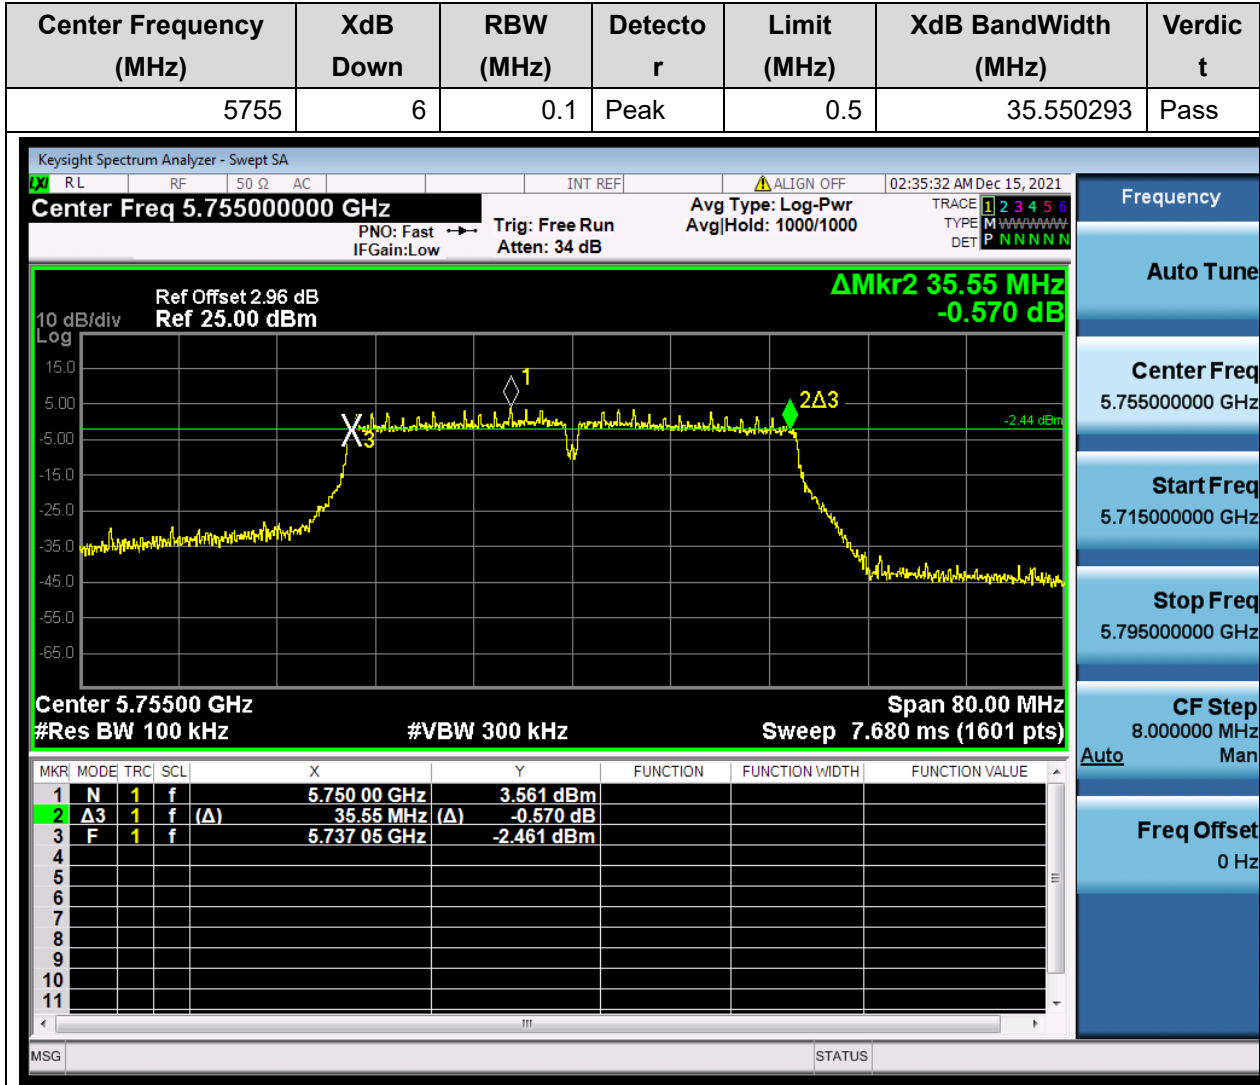 Center Frequency (MHz) XdB Down RBW (MHz) Detecto r Limit (MHz) XdB BandWidth (MHz) Verdic t
5755 6 0.1 Peak 0.5 35.550293 Pass
Keysight Spectrum Analyzer - Swept SA
LXI RL RF 50 Ω AC INT REF ALIGN OFF 02:35:32 AM Dec 15, 2021
Center Freq 5.755000000 GHz
PNO: Fast
IFGain:Low
Trig: Free Run
Atten: 34 dB
Avg Type: Log-Pwr
Avg|Hold: 1000/1000
TRACE 1 2 3 4 5 6
TYPE M W W W W W
DET P N N N N N
Frequency
Auto Tune
Center Freq
5.755000000 GHz
Start Freq
5.715000000 GHz
Stop Freq
5.795000000 GHz
CF Step
8.000000 MHz
Auto Man
Freq Offset
0 Hz
ΔMkr2 35.55 MHz
-0.570 dB
Ref Offset 2.96 dB
10 dB/div Ref 25.00 dBm
Log
15.0
5.00
-5.00
-15.0
-25.0
-35.0
-45.0
-55.0
-65.0
1
2Δ3
3
-2.44 dBm
Center 5.75500 GHz Span 80.00 MHz
#Res BW 100 kHz #VBW 300 kHz Sweep 7.680 ms (1601 pts)
MKR MODE TRC SCL X Y FUNCTION FUNCTION WIDTH FUNCTION VALUE
1 N 1 f 5.750 00 GHz 3.561 dBm
2 Δ3 1 f (Δ) 35.55 MHz (Δ) -0.570 dB
3 F 1 f 5.737 05 GHz -2.461 dBm
4
5
6
7
8
9
10
11
MSG STATUS